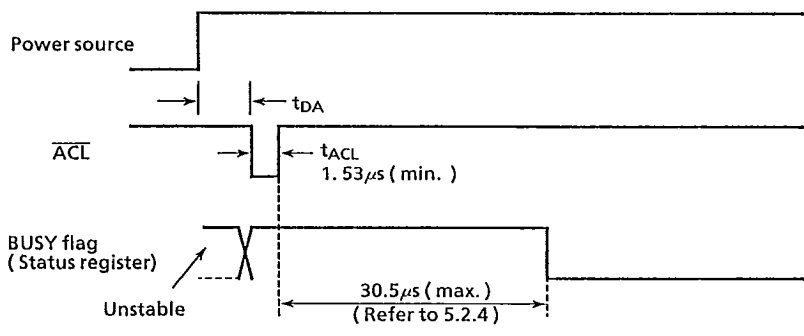 Power source
tDA
ACL
tACL
1.53μs ( min. )
BUSY flag
( Status register)
Unstable
30.5μs ( max. )
(Refer to 5.2.4)